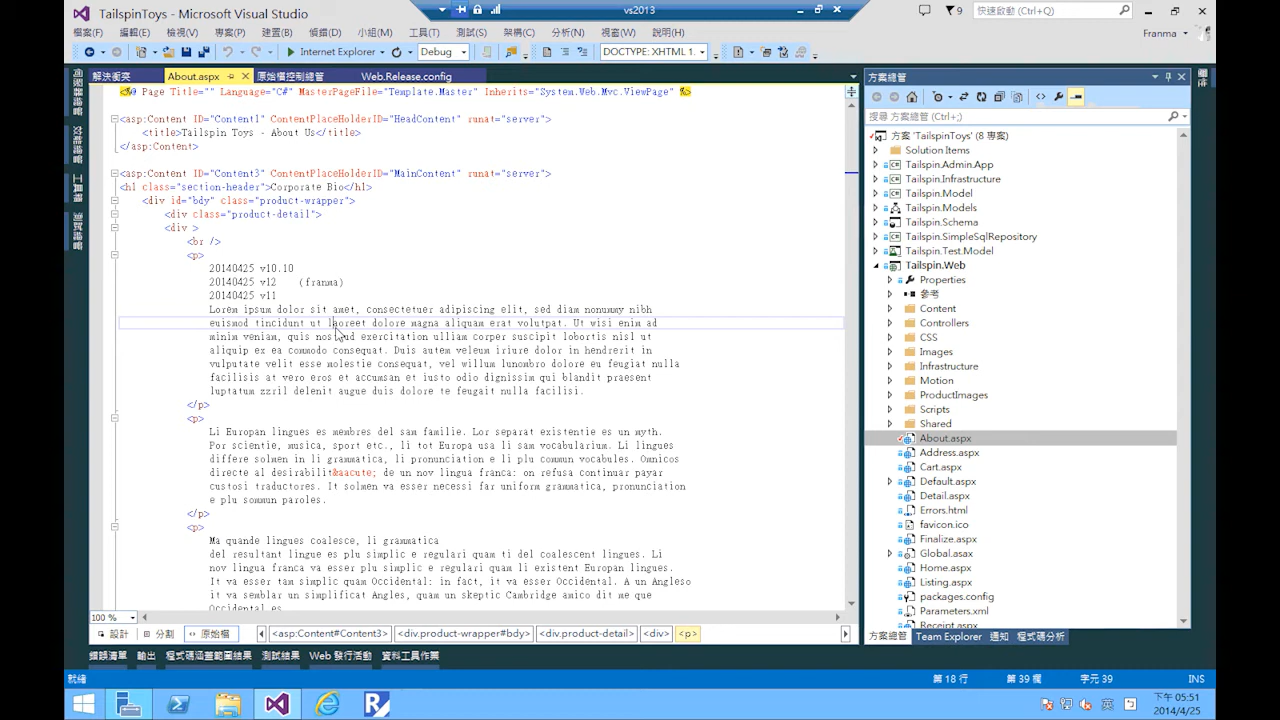 TailspinToys - Microsoft Visual Studio
vs2013
9
快速啟動 (Ctrl+Q)
檔案(F) 編輯(E) 檢視(V) 專案(P) 建置(B) 偵錯(D) 小組(M) 工具(T) 測試(S) 架構(C) 分析(N) 視窗(W) 說明(H)
Franma
Internet Explorer Debug DOCTYPE: XHTML 1.
解決衝突 About.aspx 原始檔控制總管 Web.Release.config
方案總管
屬性
伺服器總管
工具箱
測試總管
搜尋 方案總管 (Ctrl+;)
<%@ Page Title="" Language="C#" MasterPageFile="Template.Master" Inherits="System.Web.Mvc.ViewPage" %>
<asp:Content ID="Content1" ContentPlaceHolderID="HeadContent" runat="server">
<title>Tailspin Toys - About Us</title>
</asp:Content>
<asp:Content ID="Content3" ContentPlaceHolderID="MainContent" runat="server">
<h1 class="section-header">Corporate Bio</h1>
<div id="bdy" class="product-wrapper">
<div class="product-detail">
<div >
<br />
<p>
20140425 v10.10
20140425 v12 (franma)
20140425 v11
Lorem ipsum dolor sit amet, consectetuer adipiscing elit, sed diam nonummy nibh
euismod tincidunt ut laoreet dolore magna aliquam erat volutpat. Ut wisi enim ad
minim veniam, quis nostrud exercitation ulliam corper suscipit lobortis nisl ut
aliquip ex ea commodo consequat. Duis autem veleum iriure dolor in hendrerit in
vulputate velit esse molestie consequat, vel willum lunombro dolore eu feugiat nulla
facilisis at vero eros et accumsan et iusto odio dignissim qui blandit praesent
luptatum zzril delenit augue duis dolore te feugait nulla facilisi.
</p>
<p>
Li Europan lingues es membres del sam familie. Lor separat existentie es un myth.
Por scientie, musica, sport etc., li tot Europa usa li sam vocabularium. Li lingues
differe solmen in li grammatica, li pronunciation e li plu commun vocabules. Omnicos
directe al desirabilit&aacute; de un nov lingua franca: on refusa continuar payar
custosi traductores. It solmen va esser necessi far uniform grammatica, pronunciation
e plu sommun paroles.
</p>
<p>
Ma quande lingues coalesce, li grammatica
del resultant lingue es plu simplic e regulari quam ti del coalescent lingues. Li
nov lingua franca va esser plu simplic e regulari quam li existent Europan lingues.
It va esser tam simplic quam Occidental: in fact, it va esser Occidental. A un Angleso
it va semblar un simplificat Angles, quam un skeptic Cambridge amico dit me que
Occidental es
方案 'TailspinToys' (8 專案)
Solution Items
Tailspin.Admin.App
Tailspin.Infrastructure
Tailspin.Model
Tailspin.Models
Tailspin.Schema
Tailspin.SimpleSqlRepository
Tailspin.Test.Model
Tailspin.Web
Properties
參考
Content
Controllers
CSS
Images
Infrastructure
Motion
ProductImages
Scripts
Shared
About.aspx
Address.aspx
Cart.aspx
Default.aspx
Detail.aspx
Errors.html
favicon.ico
Finalize.aspx
Global.asax
Home.aspx
Listing.aspx
packages.config
Parameters.xml
Receipt.aspx
100 %
設計 分割 原始檔 <asp:Content#Content3> <div.product-wrapper#bdy> <div.product-detail> <div> <p>
方案總管 Team Explorer 通知 程式碼分析
錯誤清單 輸出 程式碼涵蓋範圍結果 測試結果 Web 發行活動 資料工具作業
就緒 第 18 行 第 39 欄 字元 39 INS
英
下午 05:51
2014/4/25